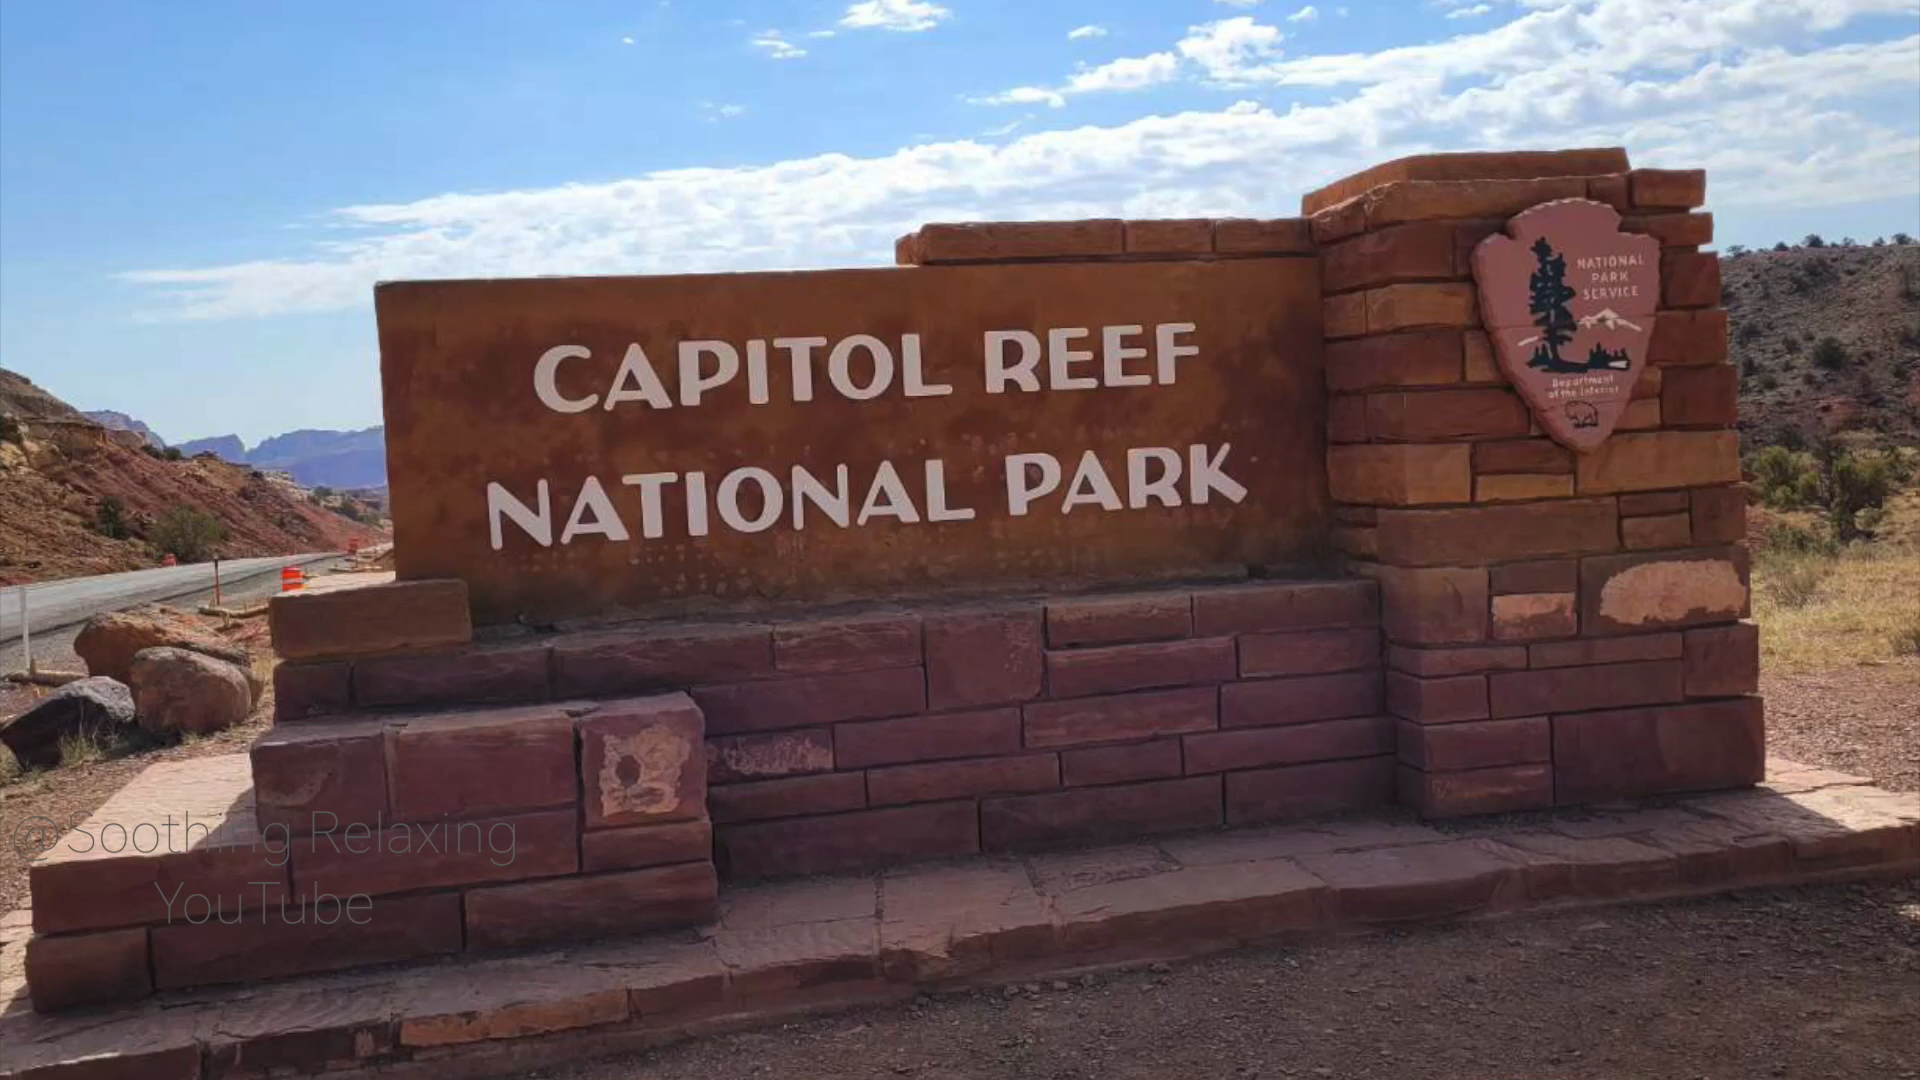 CAPITOL REEF
NATIONAL PARK
NATIONAL
PARK
SERVICE
Department
of the Interior
@Soothing Relaxing
YouTube